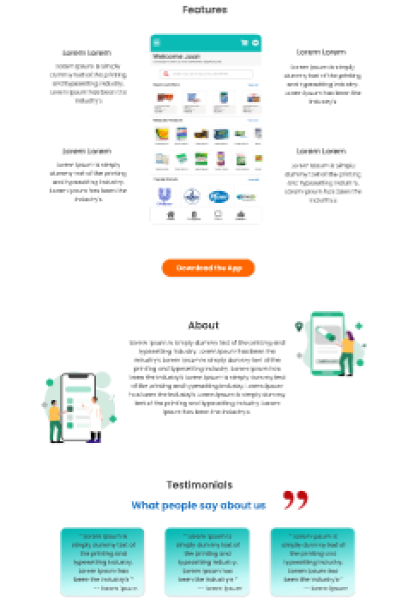 Features
Lorem Lorem
Lorem Ipsum is simply
dummy text of the printing
and typesetting industry.
Lorem Ipsum has been the
industry's
Lorem Lorem
Lorem Ipsum is simply
dummy text of the printing
and typesetting industry.
Lorem Ipsum has been the
industry's
Welcome Juan
Lorem Lorem
Lorem Ipsum is simply
dummy text of the printing
and typesetting industry.
Lorem Ipsum has been the
industry's
Lorem Lorem
Lorem Ipsum is simply
dummy text of the printing
and typesetting industry.
Lorem Ipsum has been the
industry's
Download the App
About
Lorem Ipsum is simply dummy text of the printing and
typesetting industry. Lorem Ipsum has been the
industry's Lorem Ipsum is simply dummy text of the
printing and typesetting industry. Lorem Ipsum has
been the industry's Lorem Ipsum is simply dummy text
of the printing and typesetting industry. Lorem Ipsum
has been the industry's Lorem Ipsum is simply dummy
text of the printing and typesetting industry. Lorem
Ipsum has been the industry's
Testimonials
What people say about us
" Lorem Ipsum is
simply dummy text of
the printing and
typesetting industry.
Lorem Ipsum has
been the industry's "
-- lorem ipsum
" Lorem Ipsum is
simply dummy text of
the printing and
typesetting industry.
Lorem Ipsum has
been the industry's "
-- lorem ipsum
" Lorem Ipsum is
simply dummy text of
the printing and
typesetting industry.
Lorem Ipsum has
been the industry's "
-- lorem ipsum